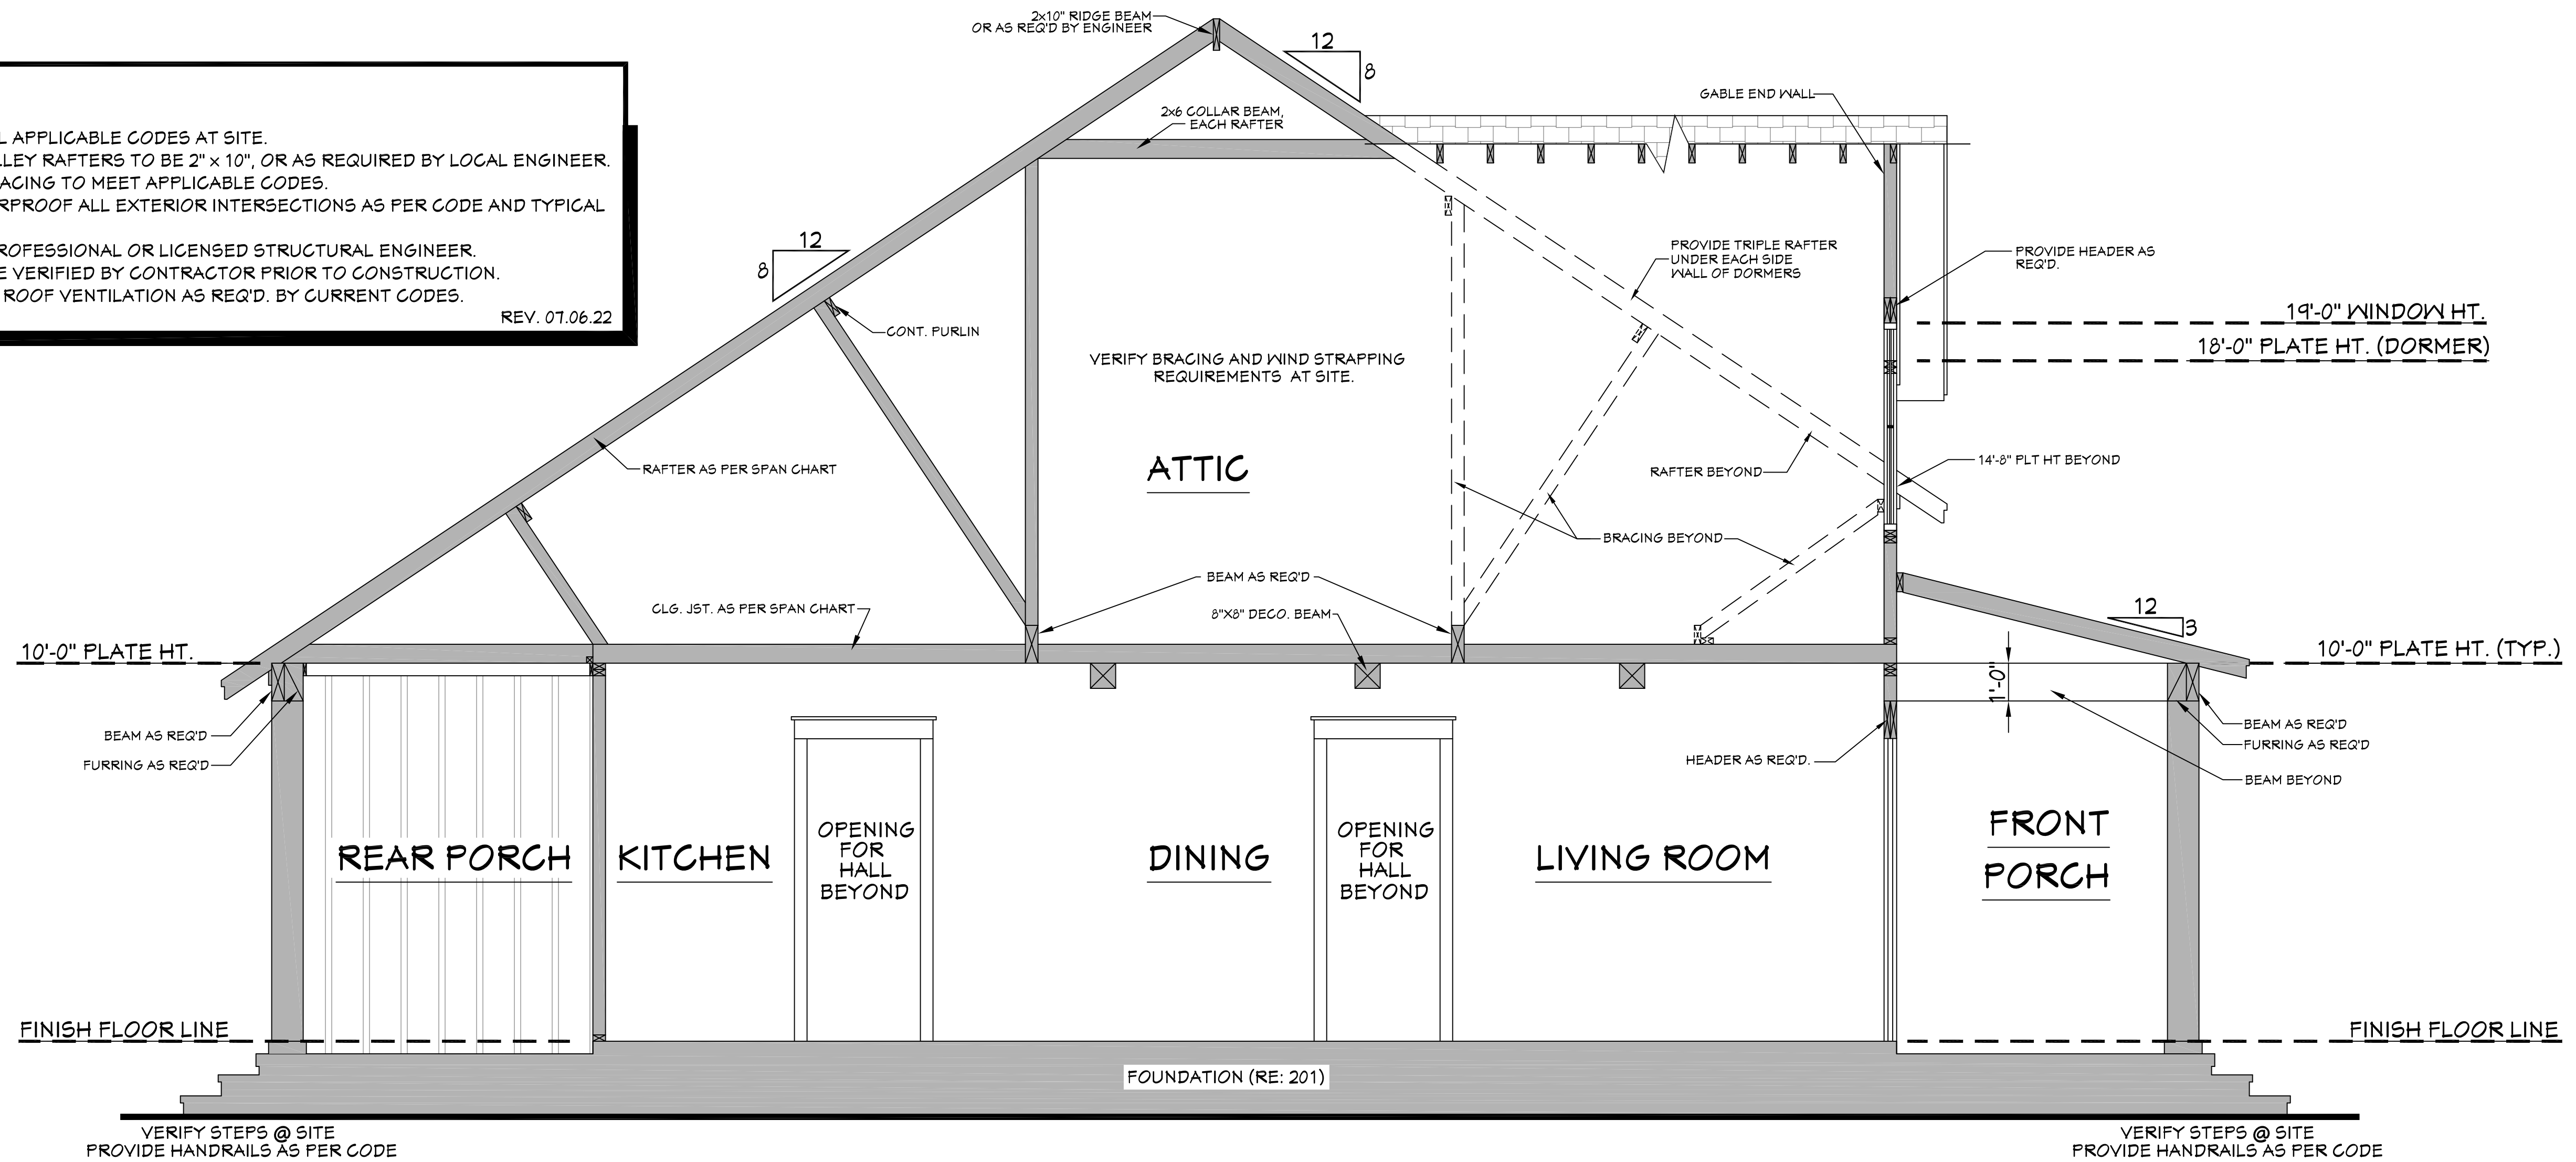 2x10" RIDGE BEAM
OR AS REQ'D BY ENGINEER
12
8
2x6 COLLAR BEAM,
EACH RAFTER
GABLE END WALL
APPLICABLE CODES AT SITE.
RAFTERS TO BE 2" x 10", OR AS REQUIRED BY LOCAL ENGINEER.
TO MEET APPLICABLE CODES.
ALL EXTERIOR INTERSECTIONS AS PER CODE AND TYPICAL
OR LICENSED STRUCTURAL ENGINEER.
VERIFIED BY CONTRACTOR PRIOR TO CONSTRUCTION.
ROOF VENTILATION AS REQ'D. BY CURRENT CODES.
REV. 07.06.22
12
8
PROVIDE TRIPLE RAFTER
UNDER EACH SIDE
WALL OF DORMERS
PROVIDE HEADER AS
REQ'D.
19'-0" WINDOW HT.
18'-0" PLATE HT. (DORMER)
CONT. PURLIN
VERIFY BRACING AND WIND STRAPPING
REQUIREMENTS AT SITE.
ATTIC
RAFTER AS PER SPAN CHART
RAFTER BEYOND
14'-8" PLT HT BEYOND
BRACING BEYOND
BEAM AS REQ'D
CLG. JST. AS PER SPAN CHART
8"X8" DECO. BEAM
12
3
10'-0" PLATE HT.
10'-0" PLATE HT. (TYP.)
1'-0"
BEAM AS REQ'D
FURRING AS REQ'D
HEADER AS REQ'D.
BEAM AS REQ'D
FURRING AS REQ'D
BEAM BEYOND
REAR PORCH
KITCHEN
OPENING
FOR
HALL
BEYOND
DINING
OPENING
FOR
HALL
BEYOND
LIVING ROOM
FRONT
PORCH
FINISH FLOOR LINE
FINISH FLOOR LINE
FOUNDATION (RE: 201)
VERIFY STEPS @ SITE
PROVIDE HANDRAILS AS PER CODE
VERIFY STEPS @ SITE
PROVIDE HANDRAILS AS PER CODE